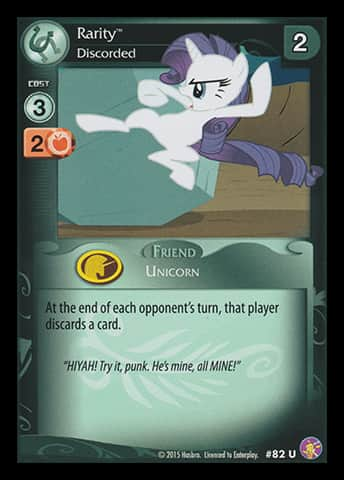 Rarity™
Discorded
2
COST
3
2
FRIEND
UNICORN
At the end of each opponent's turn, that player
discards a card.
"HIYAH! Try it, punk. He's mine, all MINE!"
© 2015 Hasbro. Licensed to Enterplay.
#82 U